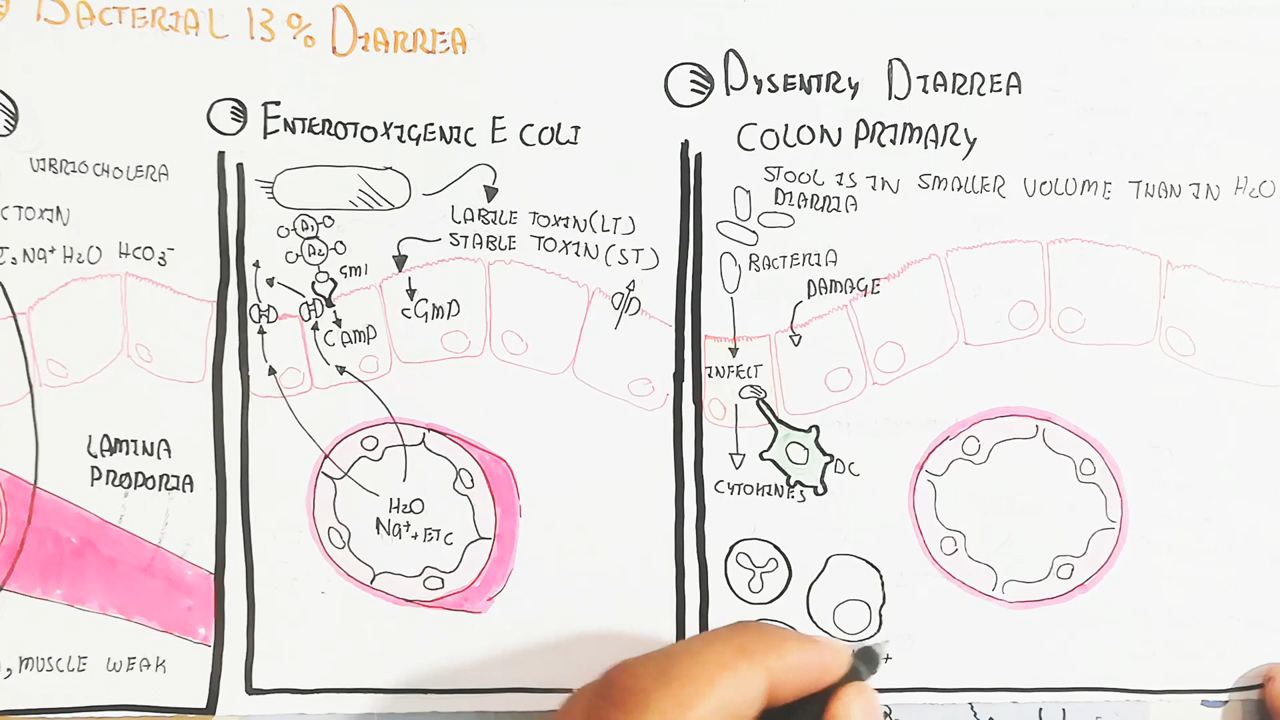 BACTERIAL 13% DIARREA
VIBRIO CHOLERA
CTOXIN
Na+ H2O HCO3-
LAMINA
PROPORIA
, MUSCLE WEAK
ENTEROTOXIGENIC E COLI
LABILE TOXIN(LT)
STABLE TOXIN(ST)
A1
A2
GM1
CAMP
CGMP
H2O
Na+ + ETC
DYSENTRY DIARREA
COLON PRIMARY
STOOL IS IN SMALLER VOLUME THAN IN H2O
DIARRIA
BACTERIA
DAMAGE
INFECT
DC
CYTOKINES
+